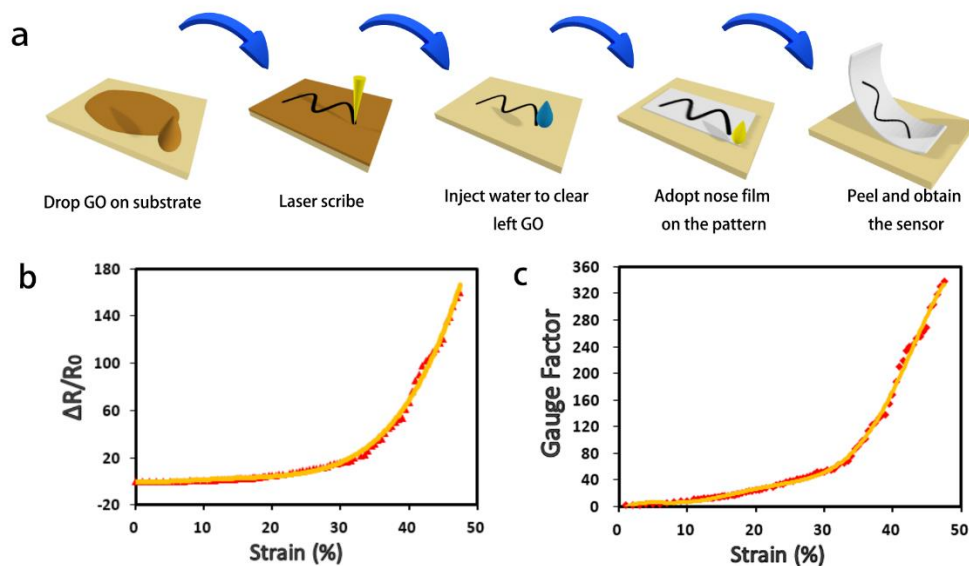 a
Drop GO on substrate
Laser scribe
Inject water to clear
left GO
Adopt nose film
on the pattern
Peel and obtain
the sensor
b
180
140
100
60
20
-20
ΔR/R₀
0 10 20 30 40 50
Strain (%)
c
360
320
280
240
200
160
120
80
40
0
Gauge Factor
0 10 20 30 40 50
Strain (%)